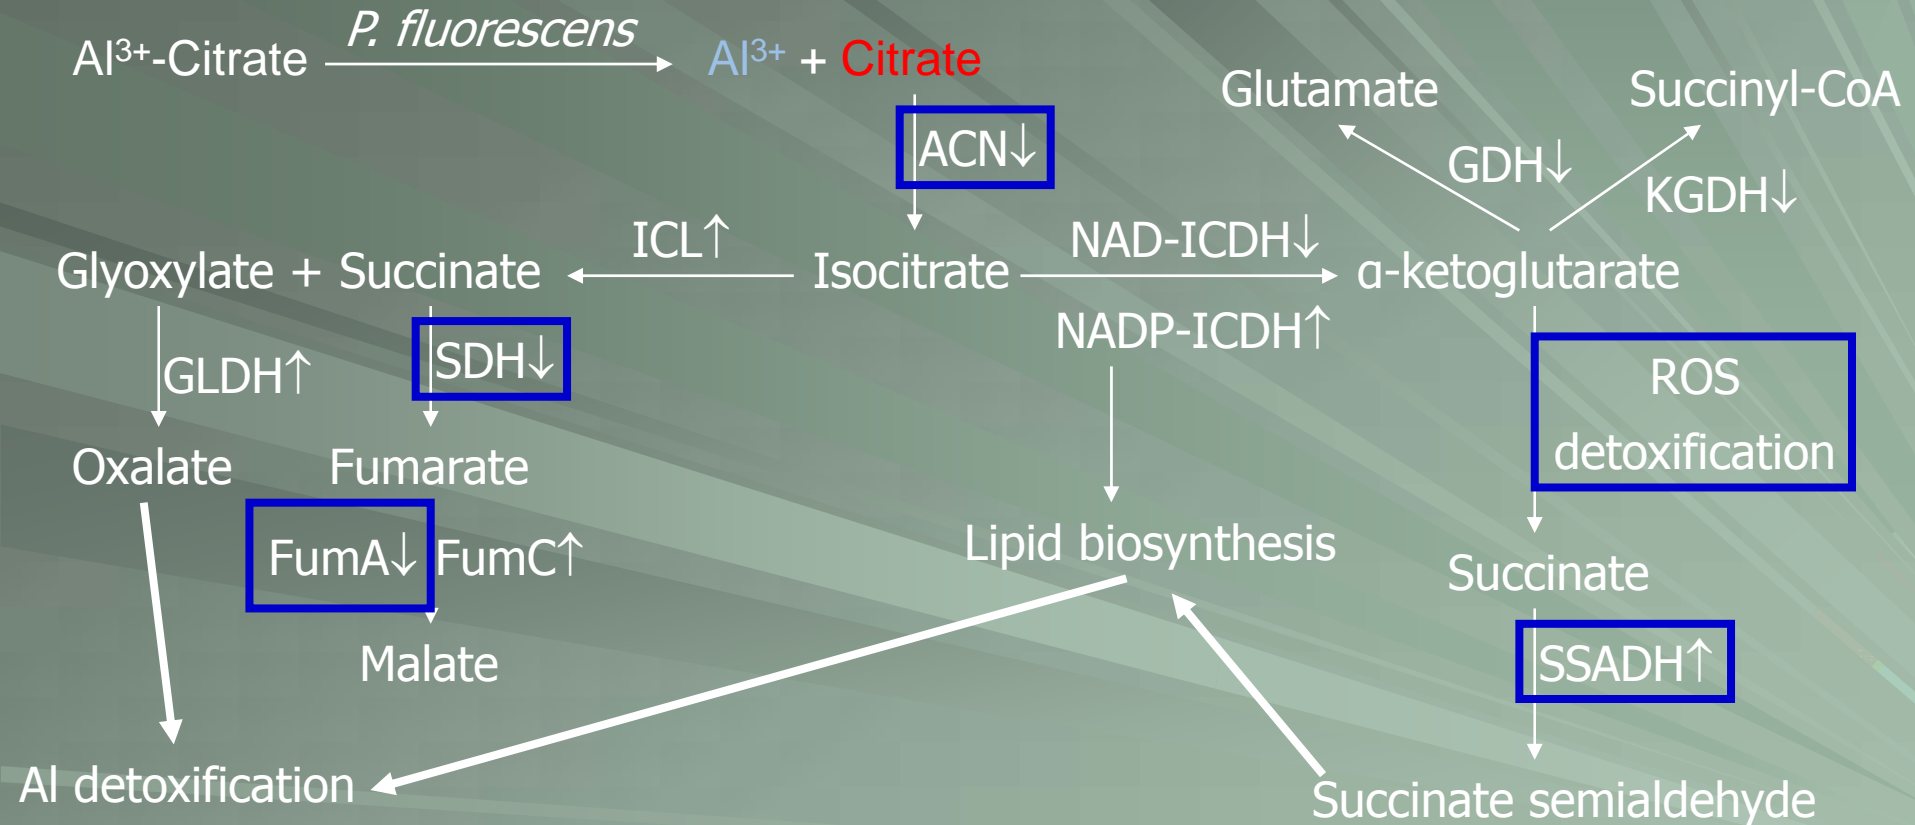 Al³⁺-Citrate P. fluorescens Al³⁺ + Citrate
Glutamate Succinyl-CoA
ACN↓
GDH↓
KGDH↓
ICL↑ NAD-ICDH↓
Glyoxylate + Succinate Isocitrate α-ketoglutarate
NADP-ICDH↑
GLDH↑ SDH↓
ROS
detoxification
Oxalate Fumarate
FumA↓ FumC↑
Lipid biosynthesis
Succinate
Malate
SSADH↑
Al detoxification
Succinate semialdehyde